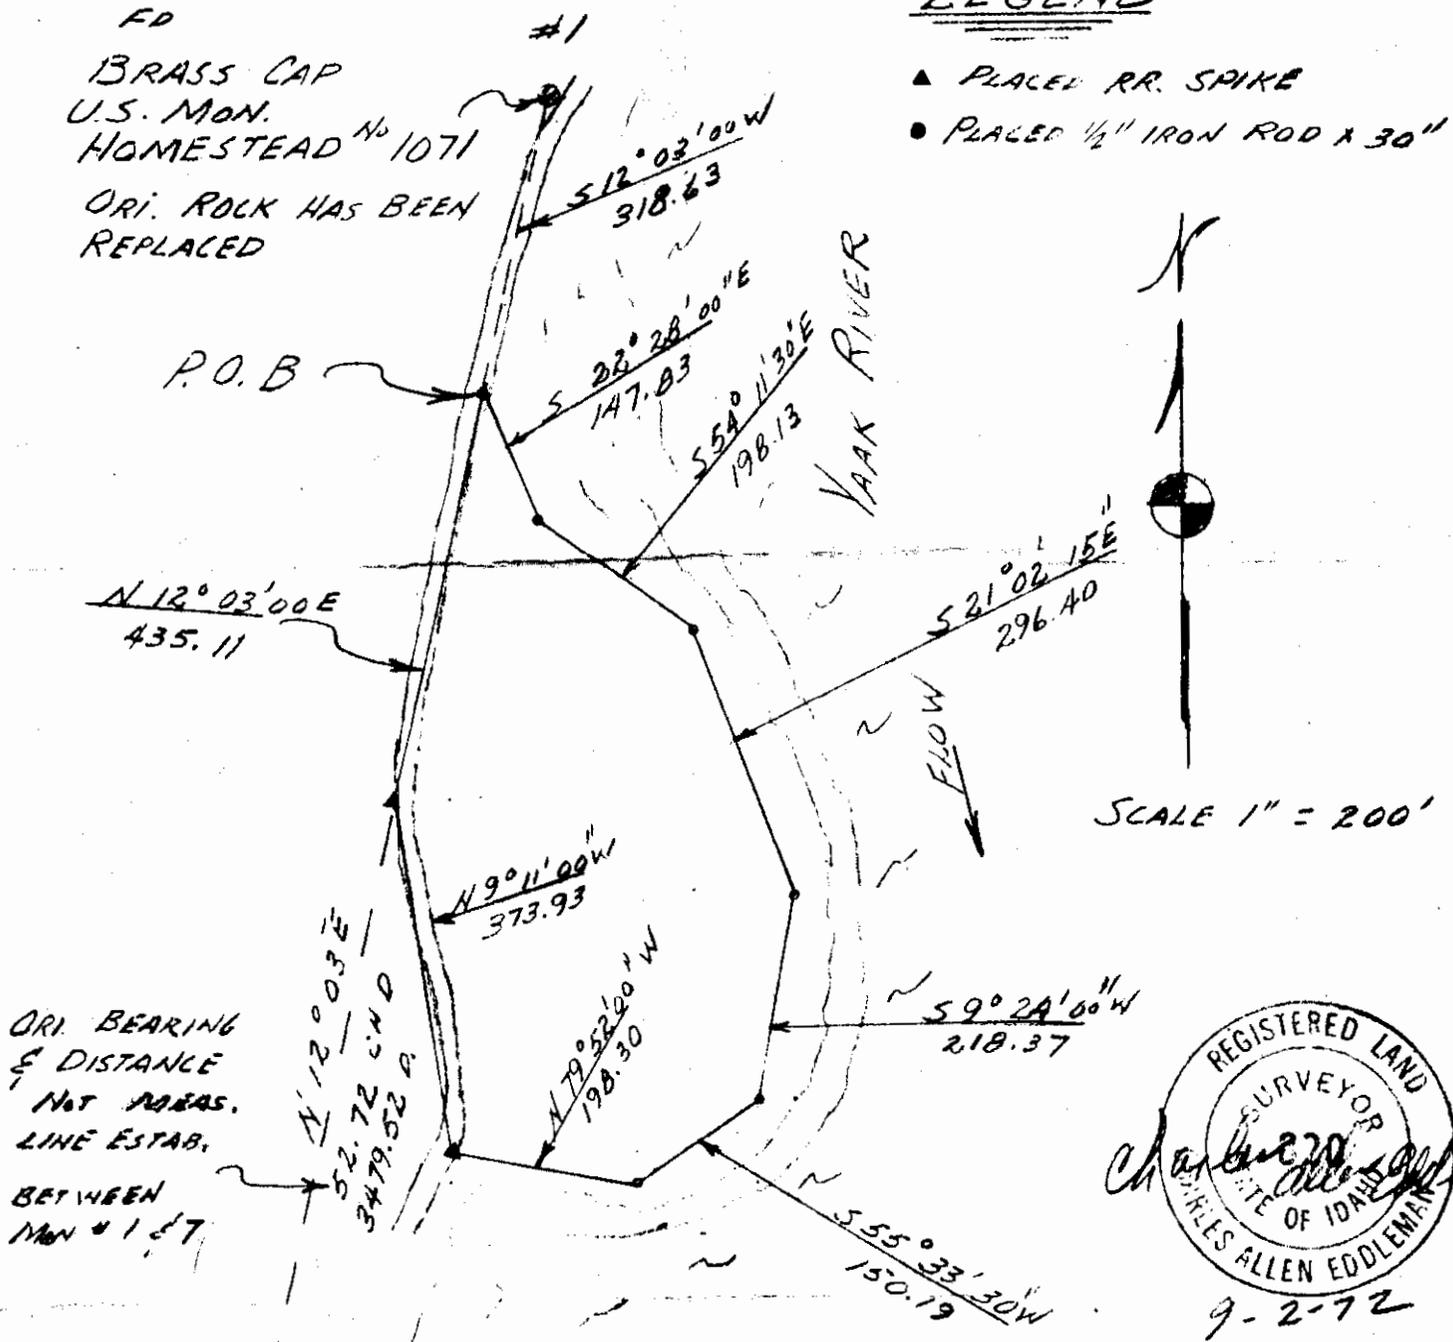 FD
BRASS CAP
U.S. MON.
HOMESTEAD No 1071
ORI. ROCK HAS BEEN
REPLACED
#1
LEGEND
▲ PLACED RR. SPIKE
● PLACED 1/2" IRON ROD X 30"
S 12° 03' 00 W
318.63
P.O.B
S 22° 28' 00" E
147.83
S 54° 11' 30" E
198.13
YAAK RIVER
N
N 12° 03' 00 E
435.11
S 21° 02' 15" E
296.40
FLOW
SCALE 1" = 200'
N 9° 11' 00" W
373.93
N 79° 52' 00" W
198.30
N 12° 03' E
52.72
3479.52
ORI. BEARING
& DISTANCE
NOT MEAS.
LINE ESTAB.
BETWEEN
MON # 1 & 7
S 9° 24' 00" W
218.37
S 55° 33' 30" W
150.19
REGISTERED LAND
SURVEYOR
OF IDAHO
ALLEN EDDLEMAN
9-2-72